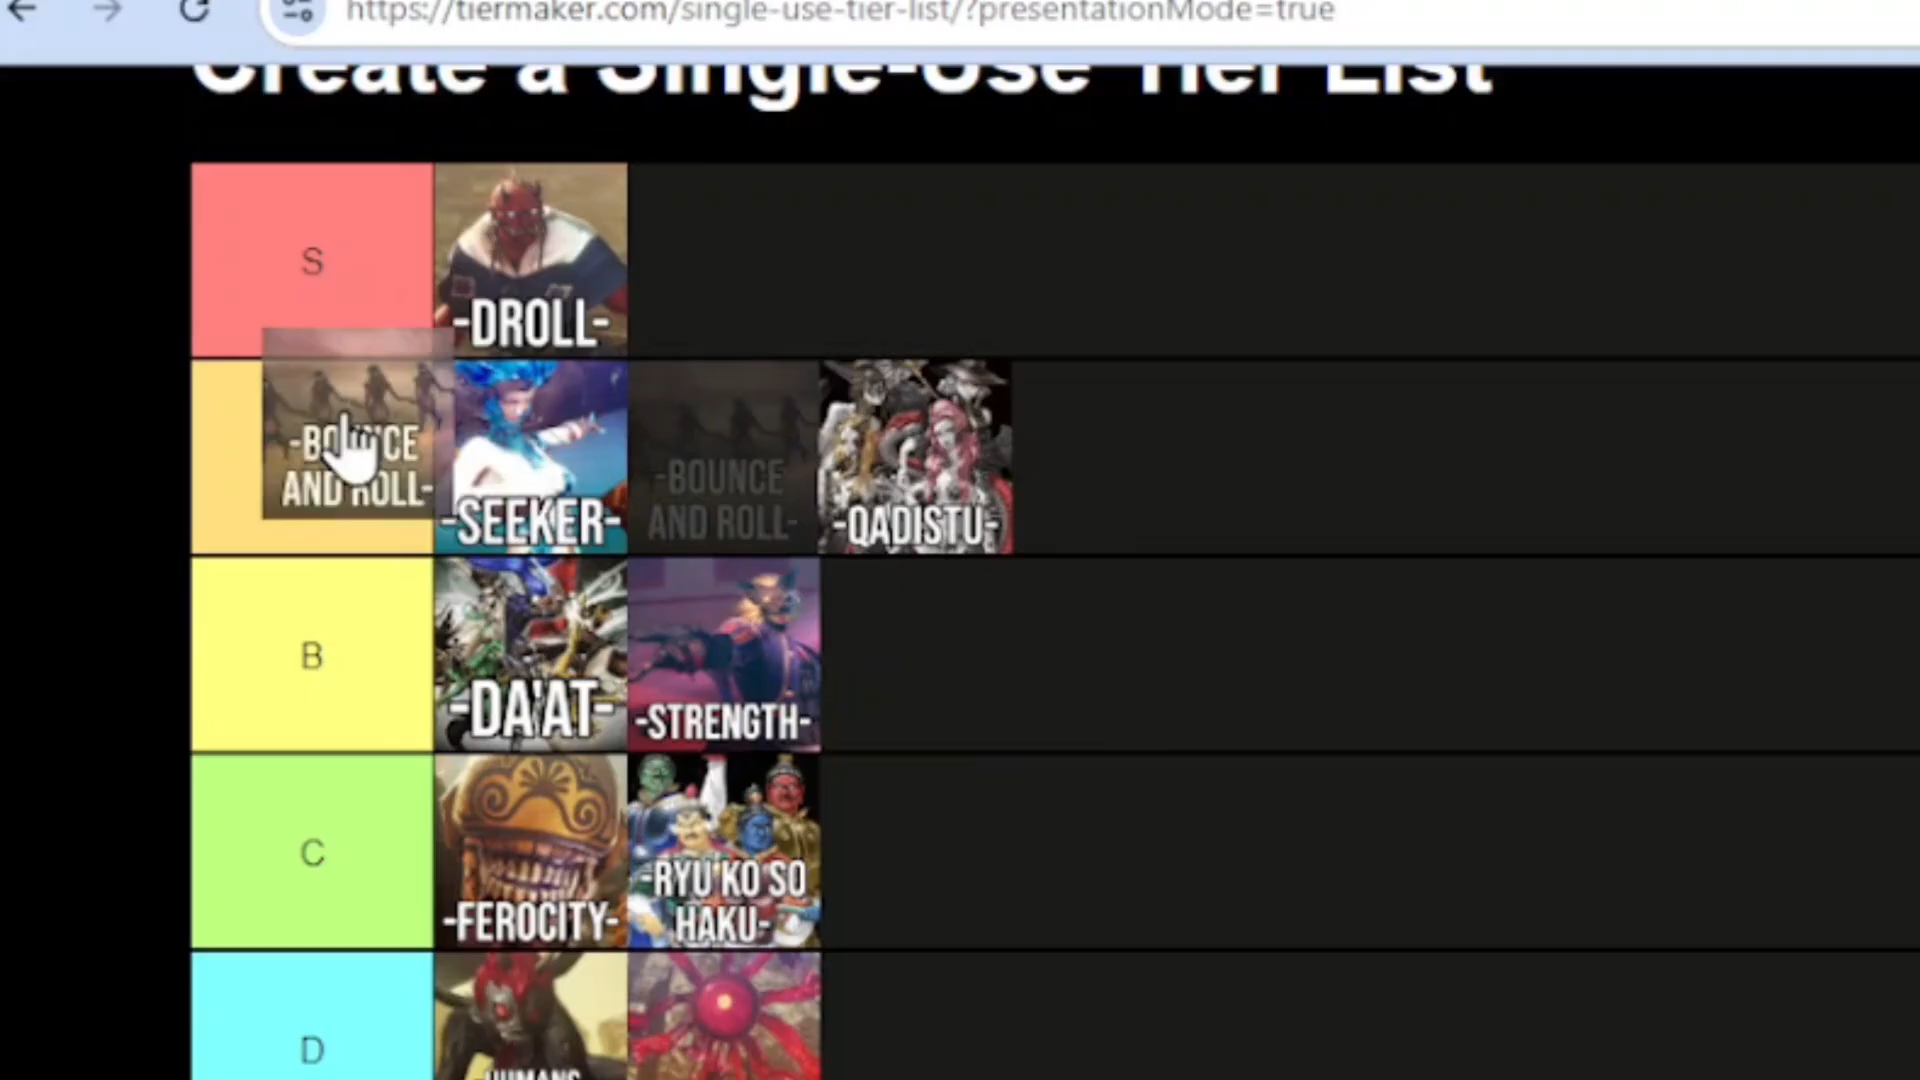 https://tiermaker.com/single-use-tier-list/?presentationMode=true
Create a Single-Use Tier List
S
-DROLL-
-BOUNCE
AND ROLL-
-SEEKER-
-BOUNCE
AND ROLL-
-QADISTU-
B
-DA'AT-
-STRENGTH-
C
-FEROCITY-
-RYU KO SO
HAKU-
D
-HUMANS